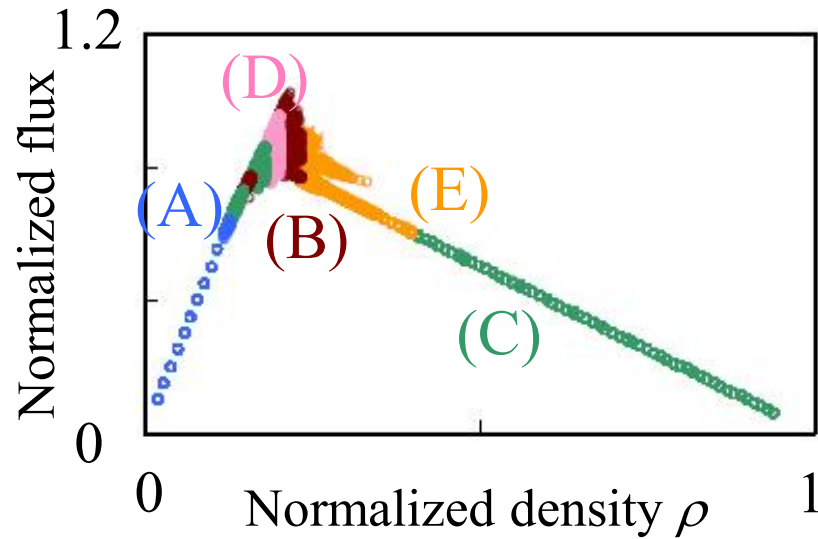 1.2
(D)
(A)
(E)
(B)
(C)
Normalized flux
0
0
1
Normalized density ρ